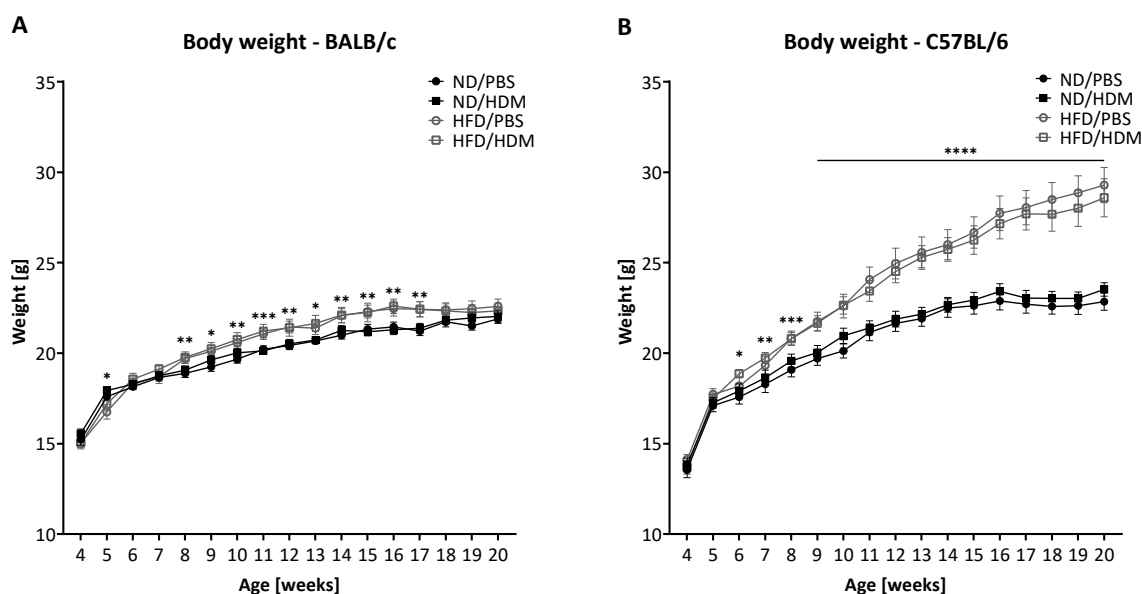 A
Body weight - BALB/c
35
30
25
20
15
10
Weight [g]
ND/PBS
ND/HDM
HFD/PBS
HFD/HDM
* ** * ** *** ** * ** ** ** **
4 5 6 7 8 9 10 11 12 13 14 15 16 17 18 19 20
Age [weeks]
B
Body weight - C57BL/6
35
30
25
20
15
10
Weight [g]
ND/PBS
ND/HDM
HFD/PBS
HFD/HDM
****
* ** ***
4 5 6 7 8 9 10 11 12 13 14 15 16 17 18 19 20
Age [weeks]